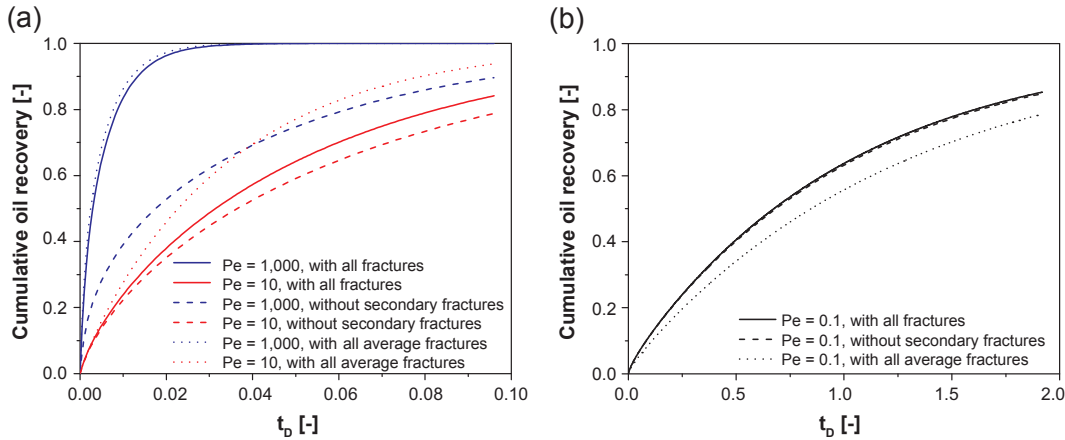 (a)
Cumulative oil recovery [-]
1.0
0.8
0.6
0.4
0.2
0.0
Pe = 1,000, with all fractures
Pe = 10, with all fractures
Pe = 1,000, without secondary fractures
Pe = 10, without secondary fractures
Pe = 1,000, with all average fractures
Pe = 10, with all average fractures
0.00 0.02 0.04 0.06 0.08 0.10
t_D [-]
(b)
Cumulative oil recovery [-]
1.0
0.8
0.6
0.4
0.2
0.0
Pe = 0.1, with all fractures
Pe = 0.1, without secondary fractures
Pe = 0.1, with all average fractures
0.0 0.5 1.0 1.5 2.0
t_D [-]